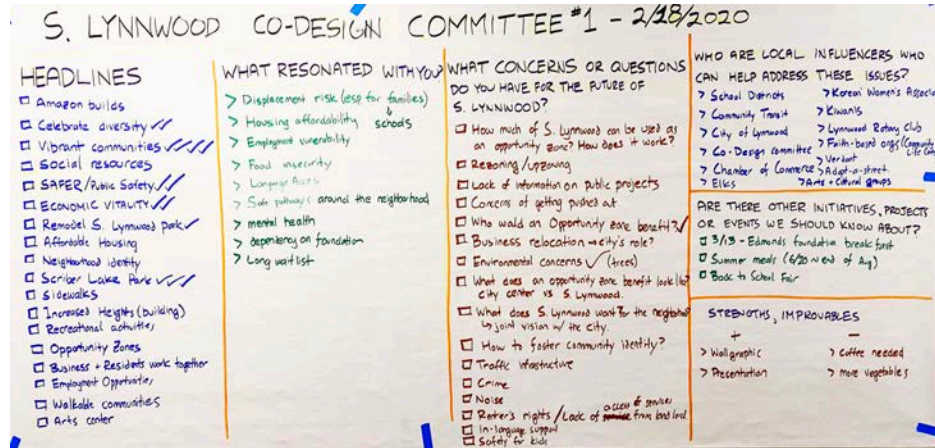 S. LYNNWOOD CO-DESIGN COMMITTEE #1 - 2/18/2020
HEADLINES
Amazon builds
Celebrate diversity ✓✓
Vibrant communities ✓✓✓✓
Social resources
SAFER/Public Safety ✓✓
ECONOMIC VITALITY ✓✓
Remodel S. Lynnwood Park ✓
Affordable Housing
Neighborhood identity
Scriber Lake Park ✓✓✓
Sidewalks
Increased Heights (building)
Recreational activities
Opportunity Zones
Business + Residents work together
Employment Opportunities
Walkable communities
Arts center
WHAT RESONATED WITH YOU?
> Displacement risk (esp for families)
> Housing affordability schools
> Employment vunerability
> Food insecurity
> Language Access
> Safe pathways around the neighborhood
> mental health
> dependency on foundation
> Long waitlist
WHAT CONCERNS OR QUESTIONS
DO YOU HAVE FOR THE FUTURE OF
S. LYNNWOOD?
How much of S. Lynnwood can be used as
an opportunity zone? How does it work?
Rezoning/upzoning
Lack of information on public projects
Concerns of getting pushed out
Who would an Opportunity zone benefit? ✓
Business relocation → city's role?
Environmental concerns ✓ (trees)
What does an opportunity zone benefit look like?
city center vs S. Lynnwood.
What does S. Lynnwood want for the neighborhood
↳ joint vision w/ the city.
How to foster community identity?
Traffic infrastructure
Crime
Noise
access & services
Renter's rights / Lack of from land lord
In-language support
Safety for kids
WHO ARE LOCAL INFLUENCERS WHO
CAN HELP ADDRESS THESE ISSUES?
> School Districts
> Community Transit
> City of Lynnwood
> Co-Design committee
> Chamber of Commerce
> Elks
> Korean Women's Associa
> Kiwanis
> Lynnwood Rotary Club
> Faith-based orgs (Community
Life
> Verdant
> Adopt-a-street
> Arts + Cultural groups
ARE THERE OTHER INITIATIVES, PROJECTS
OR EVENTS WE SHOULD KNOW ABOUT?
3/13 - Edmonds foundation breakfast
Summer meals (6/20 ~ end of Aug)
Back to School Fair
STRENGTHS, IMPROVABLES
+
> Wallgraphic
> Presentation
-
> Coffee needed
> more vegetables